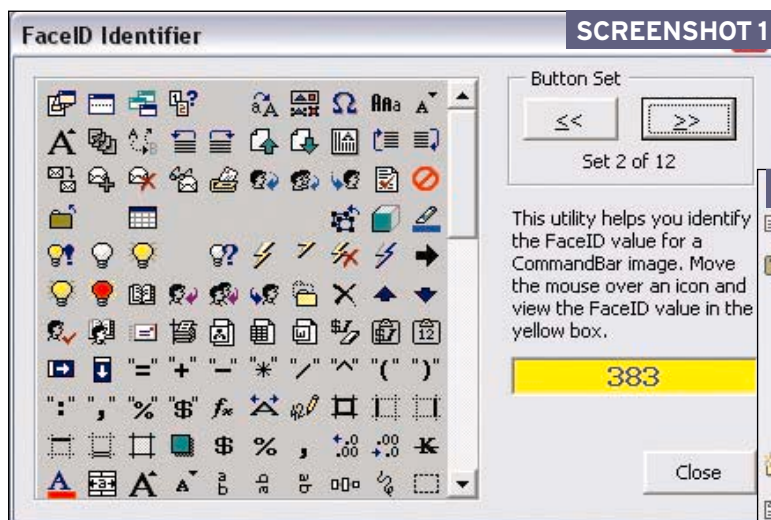 FaceID Identifier
SCREENSHOT 1
Button Set
<<
>>
Set 2 of 12
This utility helps you identify
the FaceID value for a
CommandBar image. Move
the mouse over an icon and
view the FaceID value in the
yellow box.
383
Close